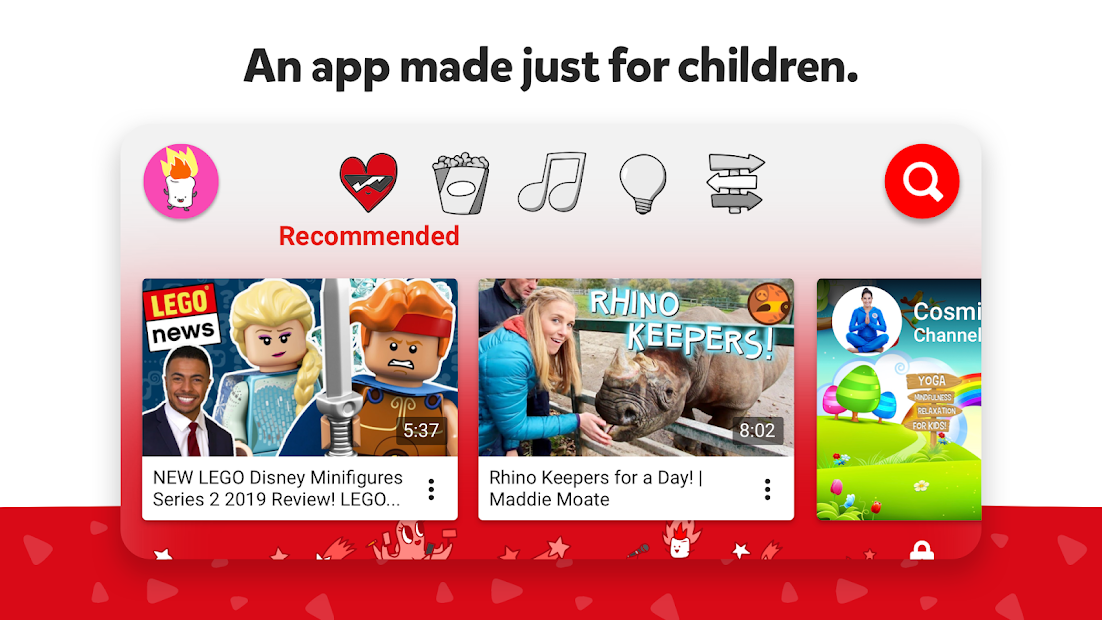 An app made just for children.
Recommended
LEGO
news
5:37
NEW LEGO Disney Minifigures
Series 2 2019 Review! LEGO...
RHINO
KEEPERS!
8:02
Rhino Keepers for a Day! |
Maddie Moate
Cosmi
Channel
YOGA
MINDFULNESS
RELAXATION
FOR KIDS!